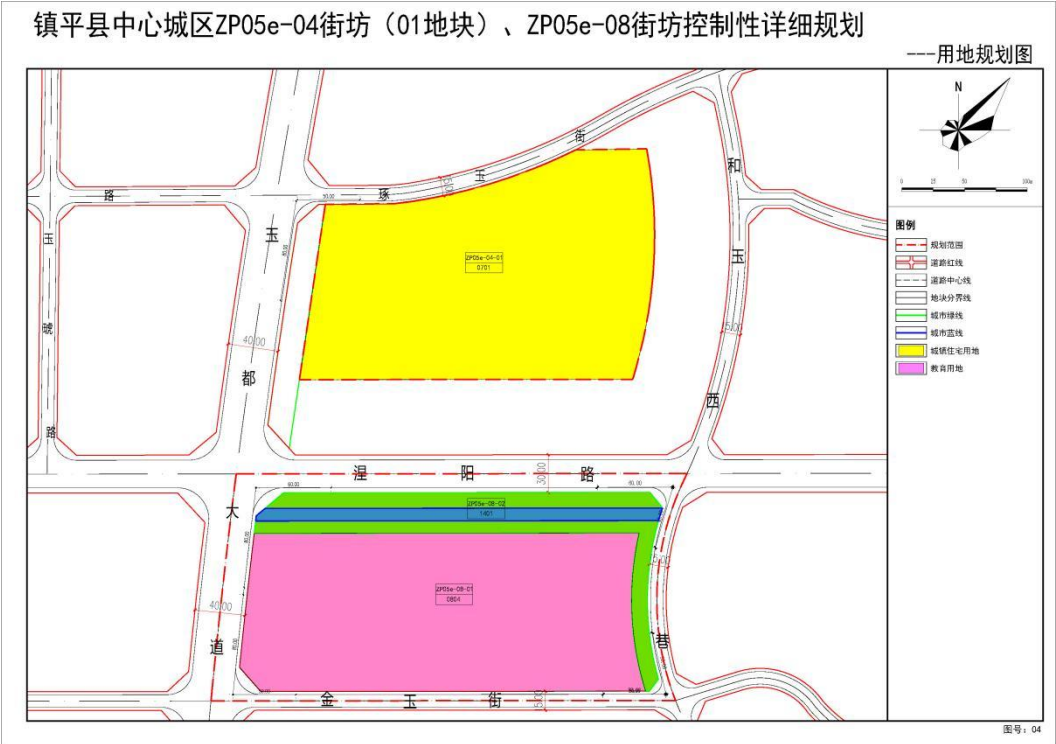 镇平县中心城区ZP05e-04街坊（01地块）、ZP05e-08街坊控制性详细规划
---用地规划图
N
0 25 50 100m
图例
规划范围
道路红线
道路中心线
地块分界线
城市绿线
城市蓝线
城镇住宅用地
教育用地
琢玉街
路
玉琥路
玉都大道
和玉西巷
ZP05e-04-01
0701
40.00
涅阳路
30.00
ZP05e-08-02
1401
ZP05e-08-01
0804
40.00
金玉街
图号：04